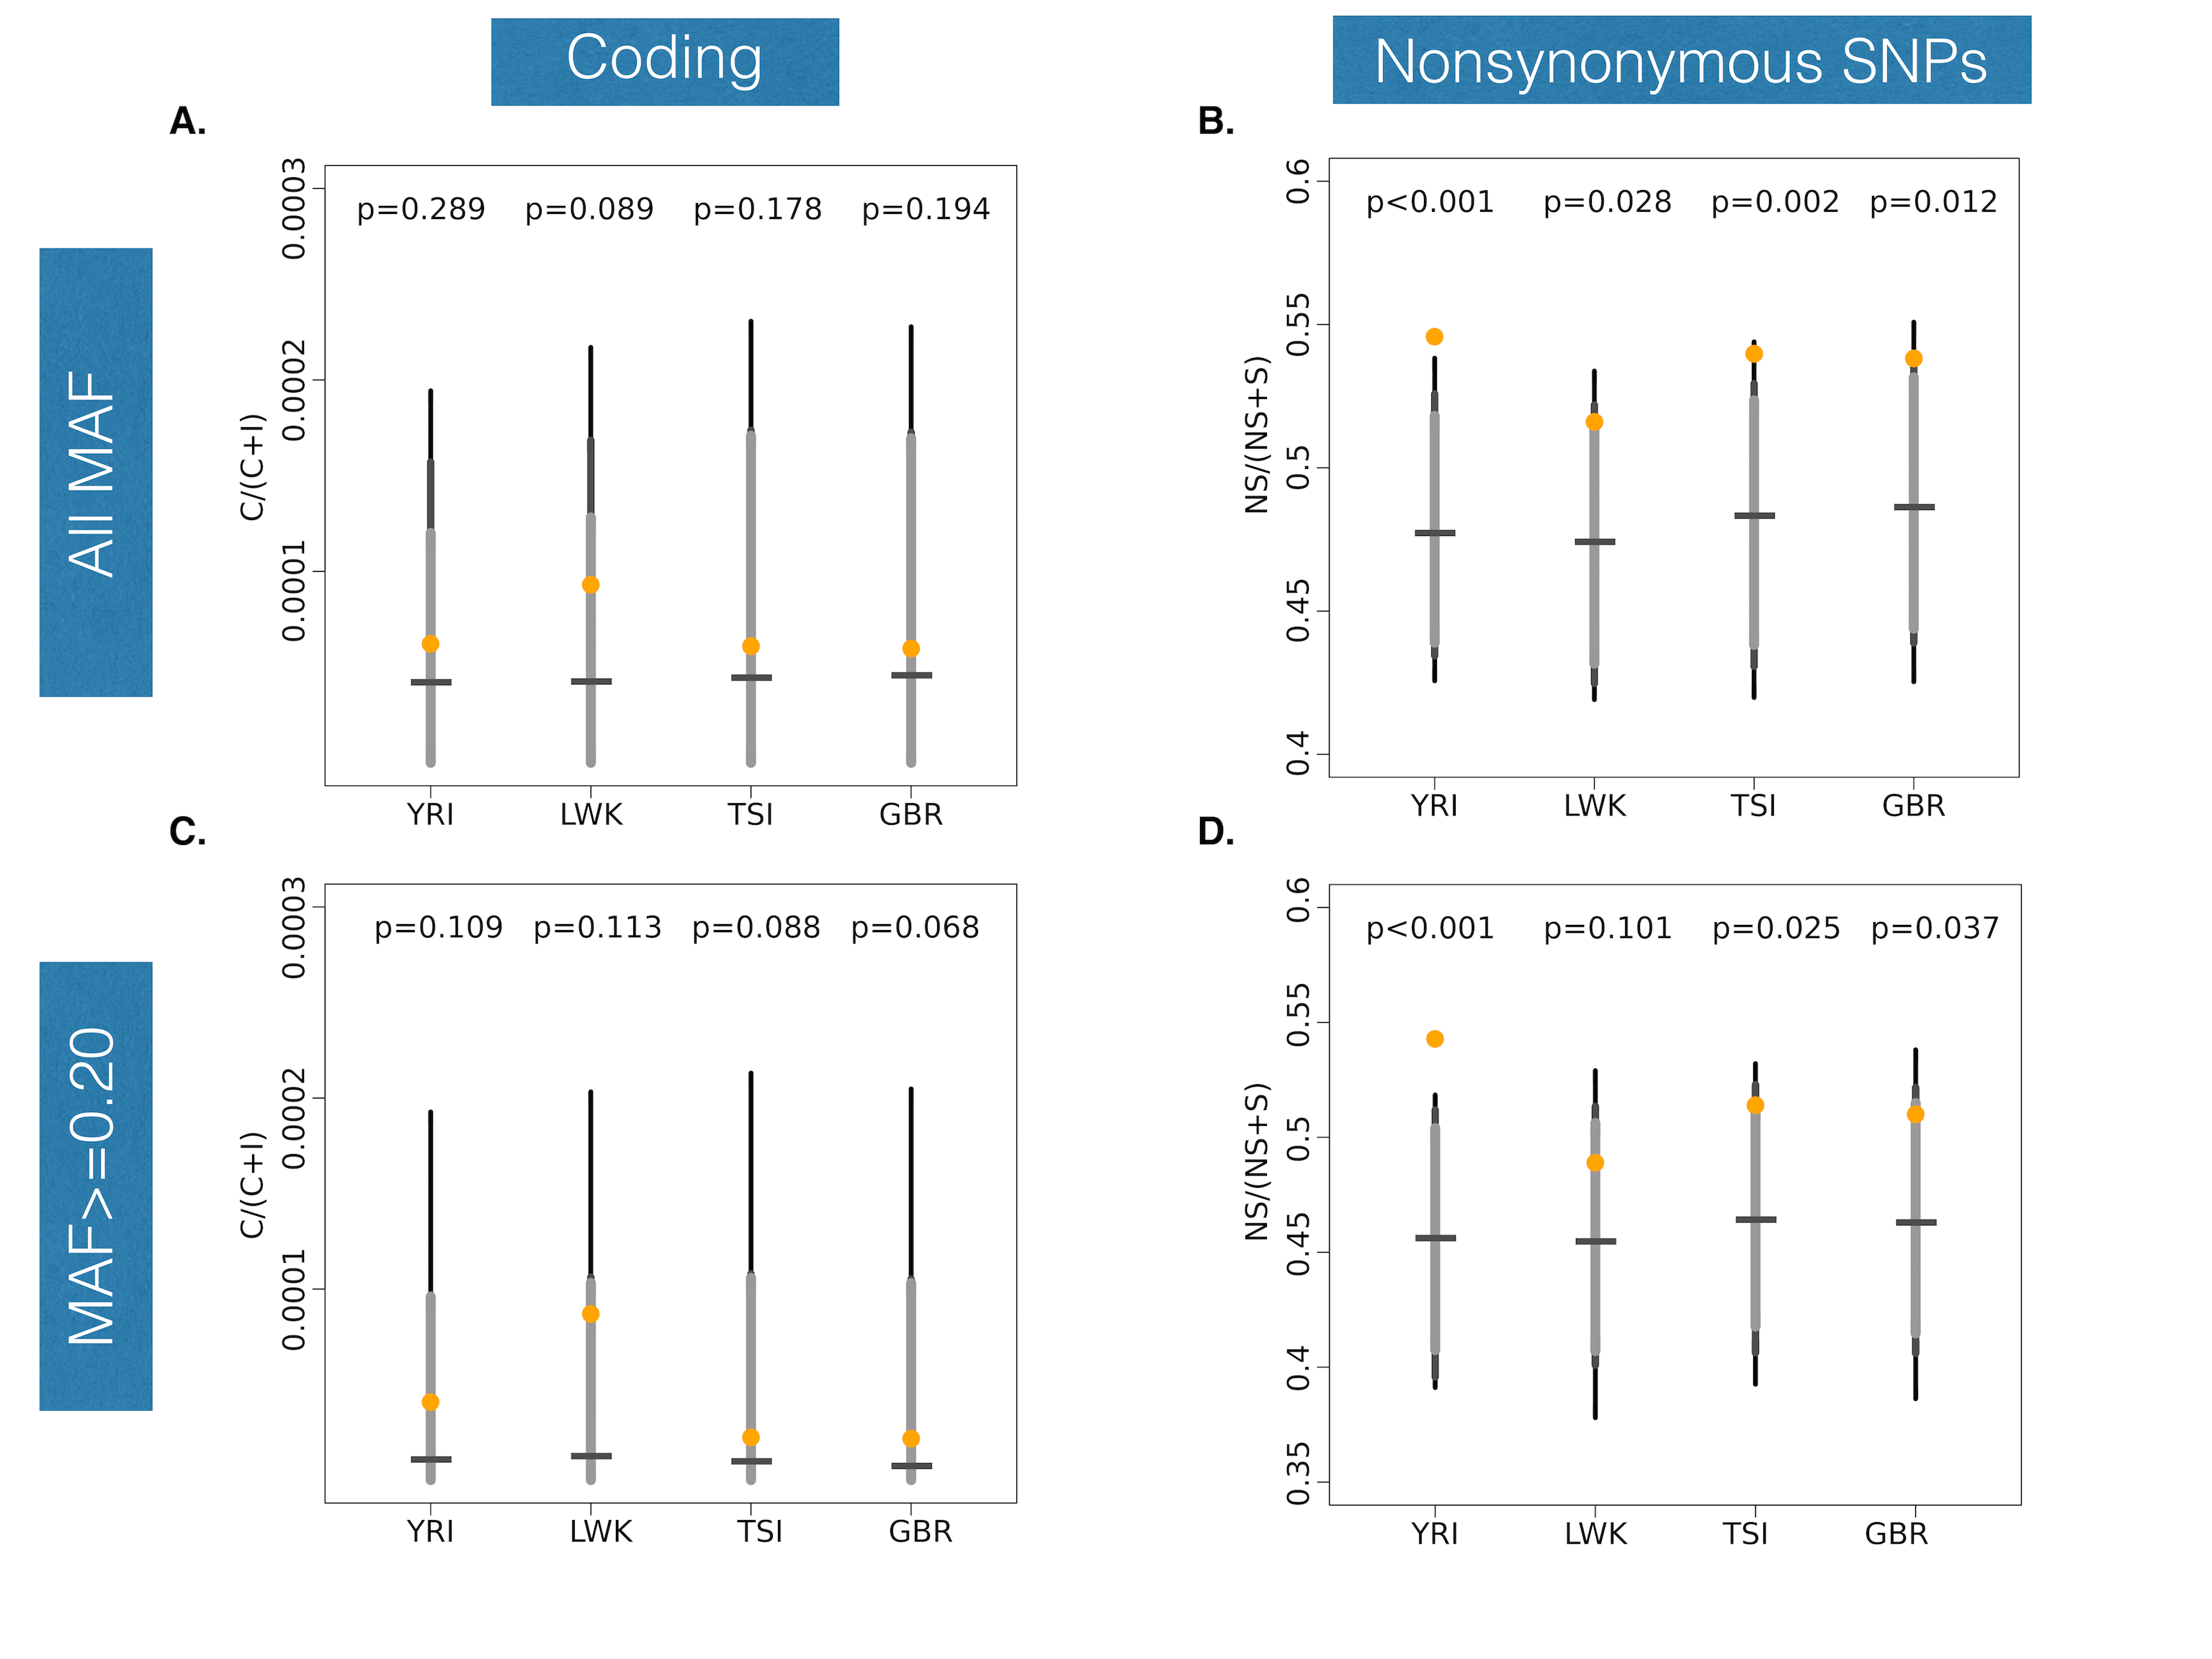 Coding
Nonsynonymous SNPs
All MAF
MAF>=0.20
A.
p=0.289 p=0.089 p=0.178 p=0.194
C/(C+I)
0.0003
0.0002
0.0001
YRI LWK TSI GBR
B.
p<0.001 p=0.028 p=0.002 p=0.012
NS/(NS+S)
0.6
0.55
0.5
0.45
0.4
YRI LWK TSI GBR
C.
p=0.109 p=0.113 p=0.088 p=0.068
C/(C+I)
0.0003
0.0002
0.0001
YRI LWK TSI GBR
D.
p<0.001 p=0.101 p=0.025 p=0.037
NS/(NS+S)
0.6
0.55
0.5
0.45
0.4
0.35
YRI LWK TSI GBR